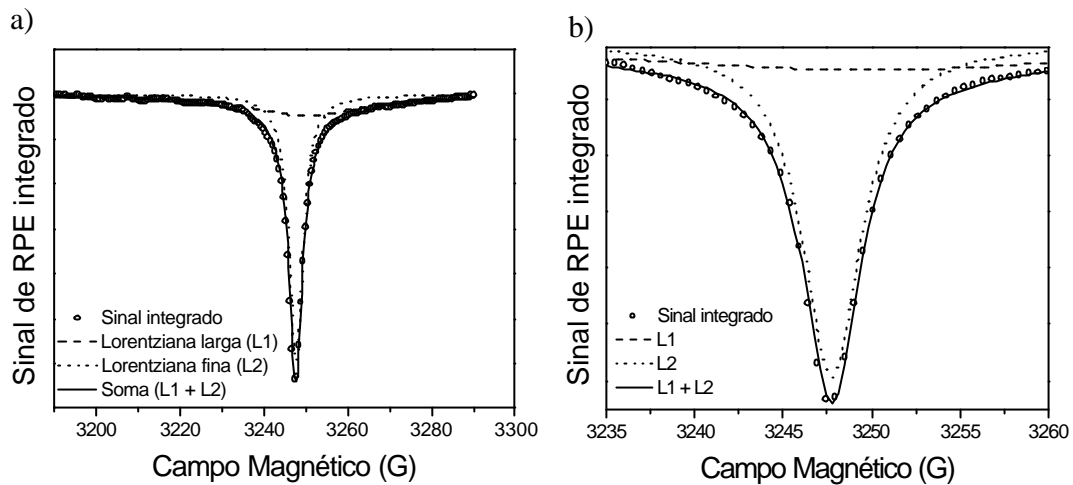 a)
Sinal de RPE integrado
Sinal integrado
Lorentziana larga (L1)
Lorentziana fina (L2)
Soma (L1 + L2)
3200 3220 3240 3260 3280 3300
Campo Magnético (G)
b)
Sinal de RPE integrado
Sinal integrado
L1
L2
L1 + L2
3235 3240 3245 3250 3255 3260
Campo Magnético (G)